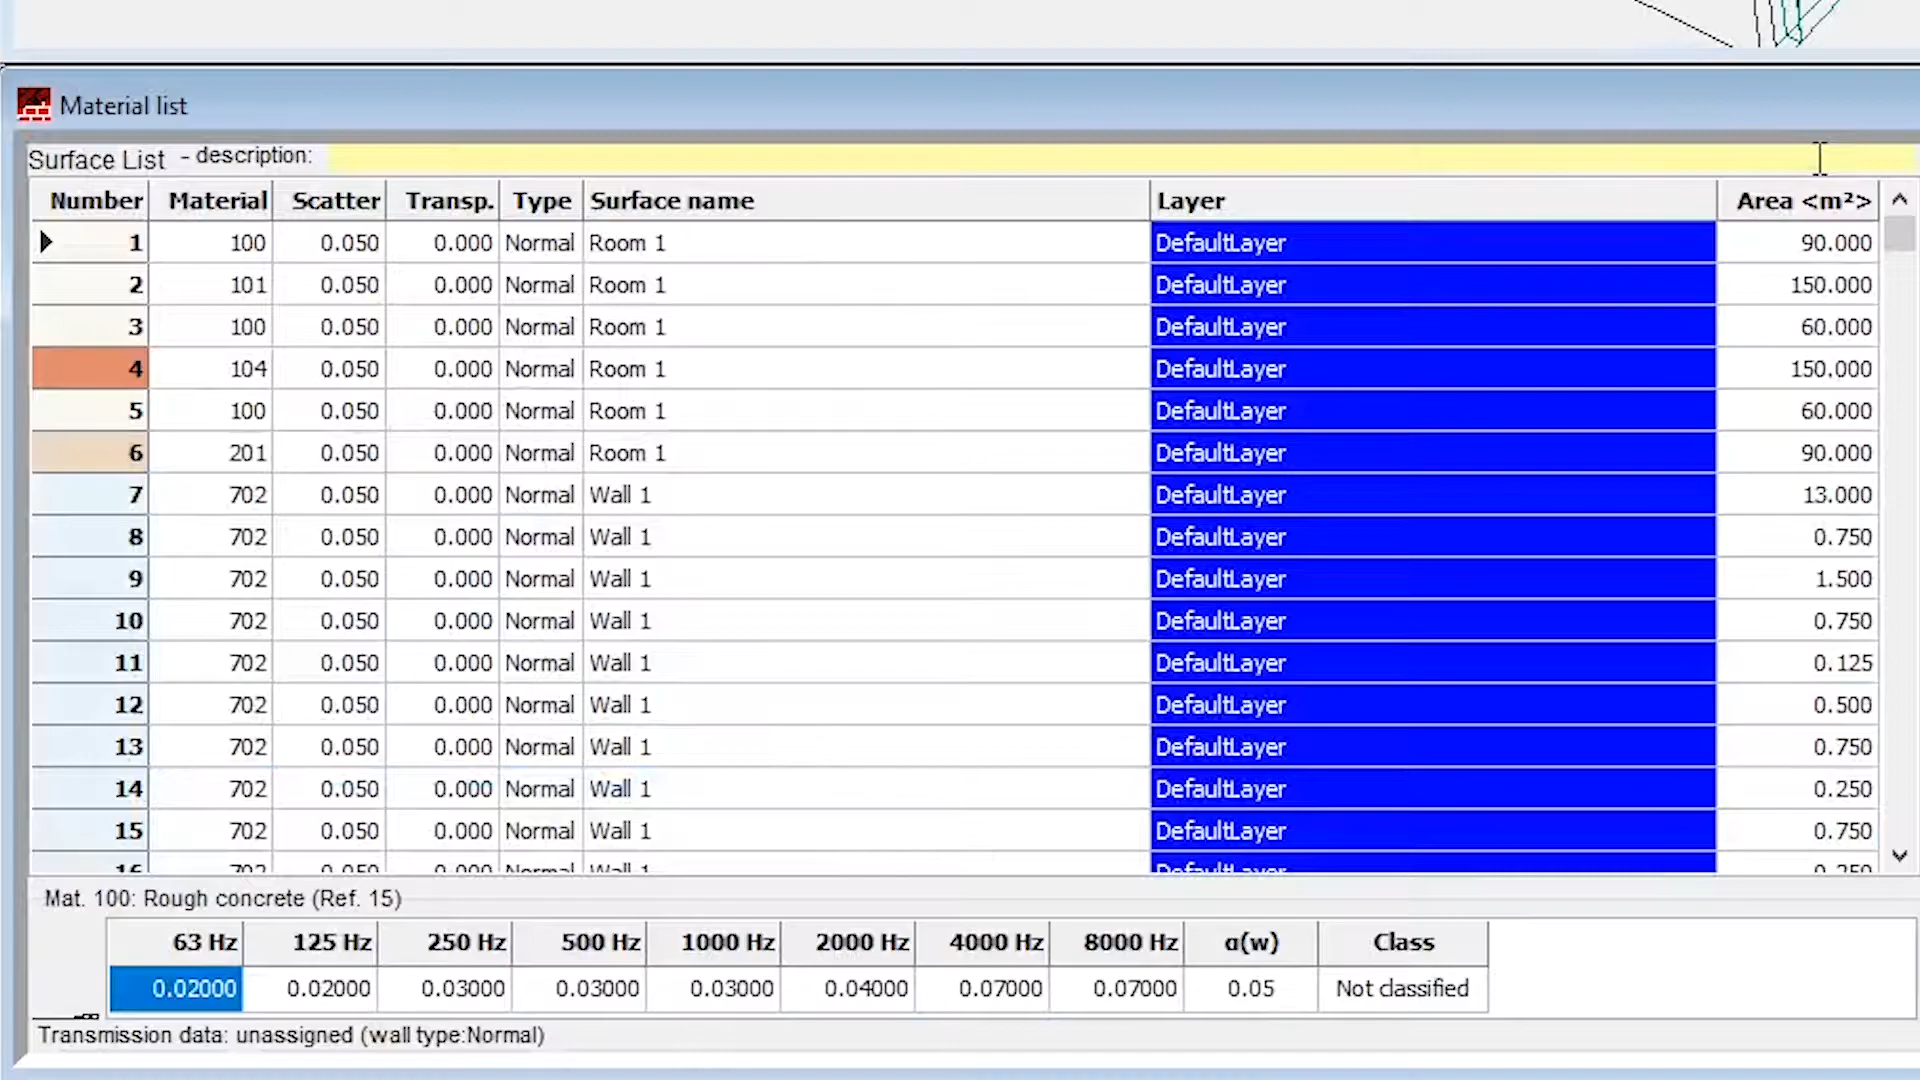 Material list
Surface List - description:
Number Material Scatter Transp. Type Surface name Layer Area <m²>
1 100 0.050 0.000 Normal Room 1 DefaultLayer 90.000
2 101 0.050 0.000 Normal Room 1 DefaultLayer 150.000
3 100 0.050 0.000 Normal Room 1 DefaultLayer 60.000
4 104 0.050 0.000 Normal Room 1 DefaultLayer 150.000
5 100 0.050 0.000 Normal Room 1 DefaultLayer 60.000
6 201 0.050 0.000 Normal Room 1 DefaultLayer 90.000
7 702 0.050 0.000 Normal Wall 1 DefaultLayer 13.000
8 702 0.050 0.000 Normal Wall 1 DefaultLayer 0.750
9 702 0.050 0.000 Normal Wall 1 DefaultLayer 1.500
10 702 0.050 0.000 Normal Wall 1 DefaultLayer 0.750
11 702 0.050 0.000 Normal Wall 1 DefaultLayer 0.125
12 702 0.050 0.000 Normal Wall 1 DefaultLayer 0.500
13 702 0.050 0.000 Normal Wall 1 DefaultLayer 0.750
14 702 0.050 0.000 Normal Wall 1 DefaultLayer 0.250
15 702 0.050 0.000 Normal Wall 1 DefaultLayer 0.750
16 702 0.050 0.000 Normal Wall 1 DefaultLayer 0.250
Mat. 100: Rough concrete (Ref. 15)
63 Hz 125 Hz 250 Hz 500 Hz 1000 Hz 2000 Hz 4000 Hz 8000 Hz α(w) Class
0.02000 0.02000 0.03000 0.03000 0.03000 0.04000 0.07000 0.07000 0.05 Not classified
Transmission data: unassigned (wall type:Normal)